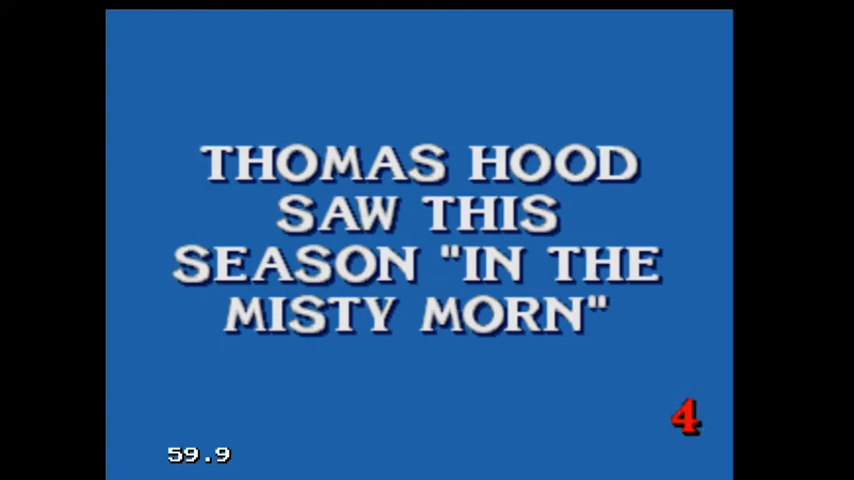 THOMAS HOOD
SAW THIS
SEASON "IN THE
MISTY MORN"
4
59.9